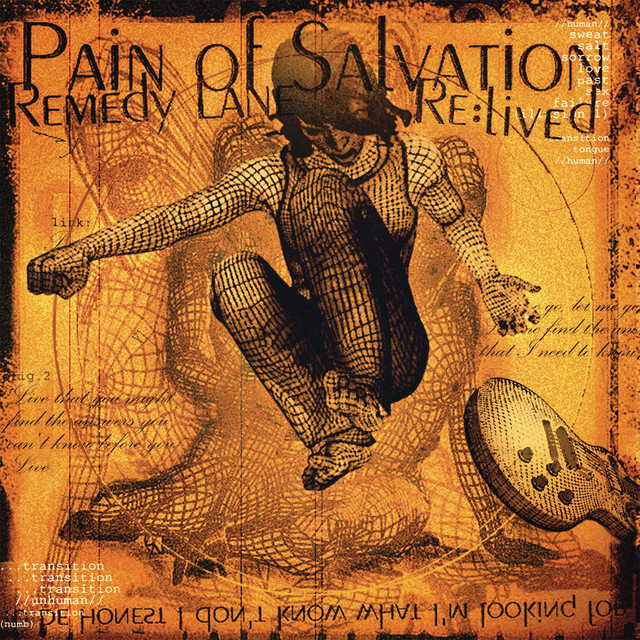 Pain of Salvation
Remedy Lane
Re:live
//human//
sweat
salt
sorrow
love
past
sex
failure
transition
tongue
//human//
link:
go, let me go
find the
that I need to know
fig.2
Live that you might
find the answers you
can't know before you
Live
...transition
...transition
...transition
//unhuman//
...transition
(numb)
Be honest I don't know what I'm looking for